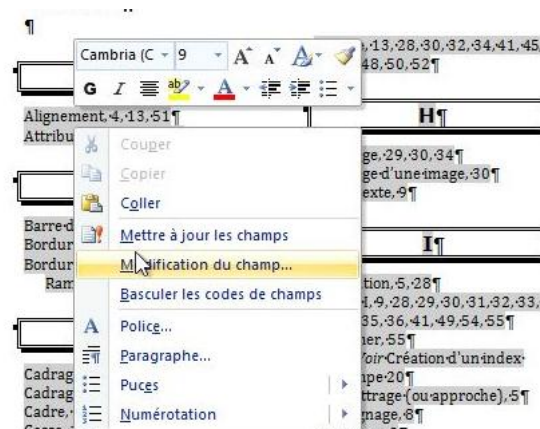 ¶
,·13,·28,·30,·32,·34,·41,·45,
48,·50,·52¶
Cambria (C 9 A A A
G I ab A
Alignement,·4,·13,·51¶
Attribu
H¶
Couper
Copier
Coller
Mettre à jour les champs
Modification du champ...
Basculer les codes de champs
Police...
Paragraphe...
Puces
Numérotation
ge,·29,·30,·34¶
ge·d'une·image,·30¶
exte,·9¶
I¶
Barre·d
Bordur
Bordur
Ram
tion,·5,·28¶
,·9,·28,·29,·30,·31,·32,·33,
35,·36,·41,·49,·54,·55¶
er,·55¶
Voir·Création·d'un·index·
pe·20¶
ttrage·(ou·approche),·5¶
nage,·8¶
Cadrag
Cadrag
Cadre,·